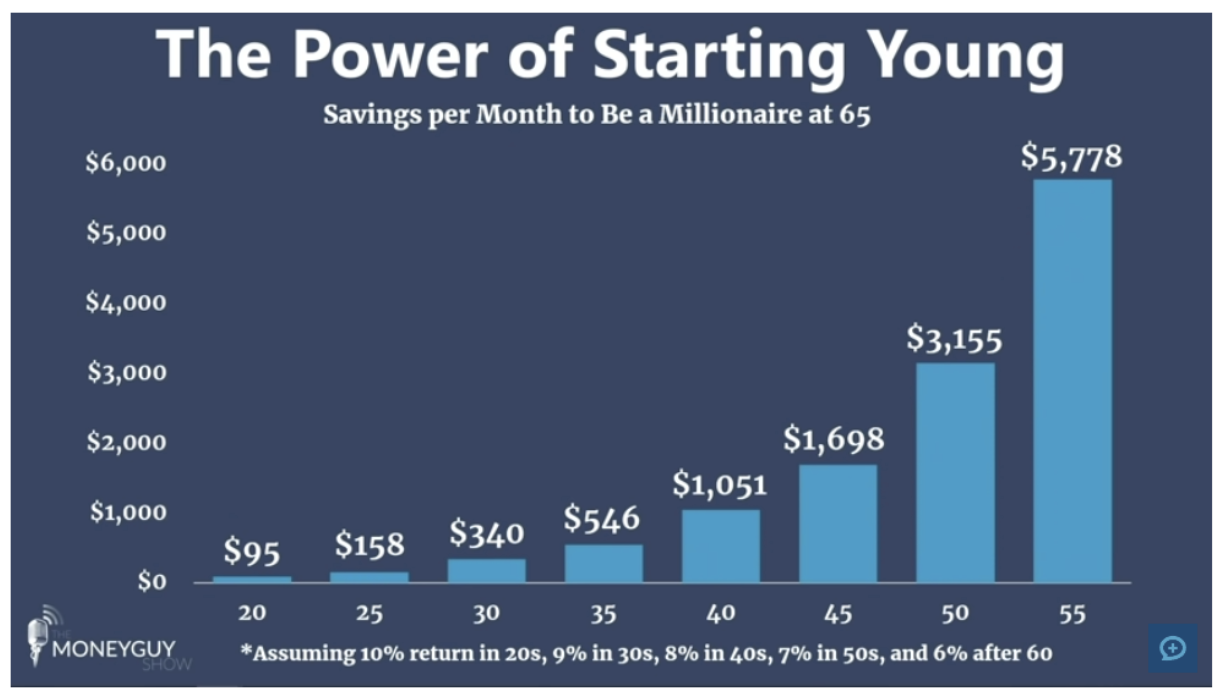 The Power of Starting Young
Savings per Month to Be a Millionaire at 65
$6,000
$5,000
$4,000
$3,000
$2,000
$1,000
$0
$95
$158
$340
$546
$1,051
$1,698
$3,155
$5,778
20 25 30 35 40 45 50 55
THE
MONEYGUY
SHOW
*Assuming 10% return in 20s, 9% in 30s, 8% in 40s, 7% in 50s, and 6% after 60